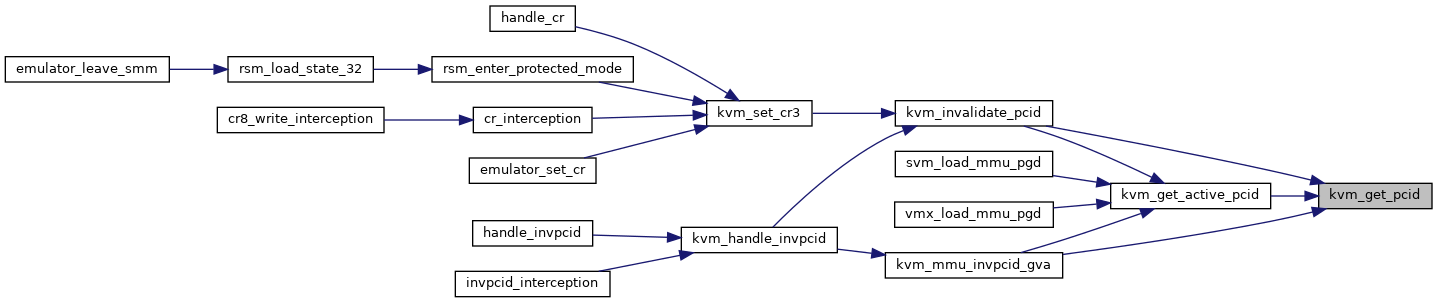 handle_cr
emulator_leave_smm
rsm_load_state_32
rsm_enter_protected_mode
kvm_set_cr3
kvm_invalidate_pcid
cr8_write_interception
cr_interception
emulator_set_cr
svm_load_mmu_pgd
kvm_get_active_pcid
kvm_get_pcid
vmx_load_mmu_pgd
handle_invpcid
kvm_handle_invpcid
kvm_mmu_invpcid_gva
invpcid_interception